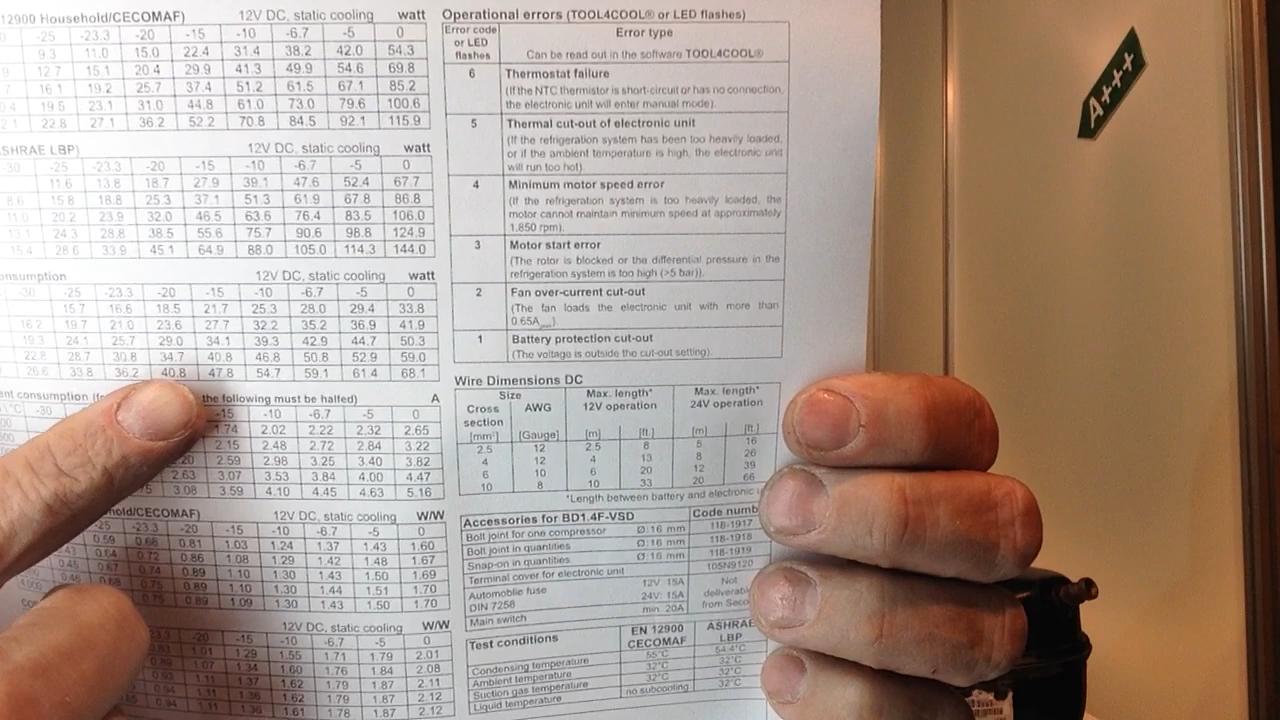 12900 Household/CECOMAF) 12V DC, static cooling watt
-25 -23.3 -20 -15 -10 -6.7 -5 0
9.3 11.0 15.0 22.4 31.4 38.2 42.0 54.3
9 12.7 15.1 20.4 29.9 41.3 49.9 54.6 69.8
7 16.1 19.2 25.7 37.4 51.2 61.5 67.1 85.2
0.4 19.5 23.1 31.0 44.8 61.0 73.0 79.6 100.6
2.1 22.8 27.1 36.2 52.2 70.8 84.5 92.1 115.9
ASHRAE LBP) 12V DC, static cooling watt
-30 -25 -23.3 -20 -15 -10 -6.7 -5 0
11.6 13.8 18.7 27.9 39.1 47.6 52.4 67.7
8.6 15.8 18.8 25.3 37.1 51.3 61.9 67.8 86.8
11.0 20.2 23.9 32.0 46.5 63.6 76.4 83.5 106.0
13.1 24.3 28.8 38.5 55.6 75.7 90.6 98.8 124.9
15.4 28.6 33.9 45.1 64.9 88.0 105.0 114.3 144.0
onsumption 12V DC, static cooling watt
-30 -25 -23.3 -20 -15 -10 -6.7 -5 0
15.7 16.6 18.5 21.7 25.3 28.0 29.4 33.8
16.2 19.7 21.0 23.6 27.7 32.2 35.2 36.9 41.9
19.3 24.1 25.7 29.0 34.1 39.3 42.9 44.7 50.3
22.8 28.7 30.8 34.7 40.8 46.8 50.8 52.9 59.0
26.6 33.8 36.2 40.8 47.8 54.7 59.1 61.4 68.1
ent consumption the following must be halted) A
-30 -15 -10 -6.7 -5 0
1.74 2.02 2.22 2.32 2.65
2.15 2.48 2.72 2.84 3.22
2.20 2.59 2.98 3.25 3.40 3.82
2.63 3.07 3.53 3.84 4.00 4.47
3.08 3.59 4.10 4.45 4.63 5.16
hold/CECOMAF) 12V DC, static cooling W/W
-25 -23.3 -20 -15 -10 -6.7 -5 0
0.59 0.66 0.81 1.03 1.24 1.37 1.43 1.60
0.64 0.72 0.86 1.08 1.29 1.42 1.48 1.67
0.67 0.74 0.89 1.10 1.30 1.43 1.50 1.69
0.68 0.75 0.89 1.10 1.30 1.44 1.51 1.70
0.89 1.09 1.30 1.43 1.50 1.70
12V DC, static cooling W/W
-20 -15 -10 -6.7 -5 0
1.01 1.29 1.55 1.71 1.79 2.01
1.07 1.34 1.60 1.76 1.84 2.08
1.11 1.37 1.62 1.79 1.87 2.11
1.11 1.36 1.62 1.79 1.87 2.12
1.61 1.78 1.87 2.12
Operational errors (TOOL4COOL® or LED flashes)
Error code or LED flashes
Error type
Can be read out in the software TOOL4COOL®
6 Thermostat failure
(If the NTC thermistor is short-circuit or has no connection,
the electronic unit will enter manual mode).
5 Thermal cut-out of electronic unit
(If the refrigeration system has been too heavily loaded,
or if the ambient temperature is high, the electronic unit
will run too hot).
4 Minimum motor speed error
(If the refrigeration system is too heavily loaded, the
motor cannot maintain minimum speed at approximately
1.850 rpm).
3 Motor start error
(The rotor is blocked or the differential pressure in the
refrigeration system is too high (>5 bar)).
2 Fan over-current cut-out
(The fan loads the electronic unit with more than
0.65A
1 Battery protection cut-out
(The voltage is outside the cut-out setting).
Wire Dimensions DC
Size Max. length* Max. length*
Cross section AWG 12V operation 24V operation
[mm²] [Gauge] [m] [ft.] [m] [ft.]
2.5 12 2.5 8 5 16
4 12 4 13 8 26
6 10 6 20 12 39
10 8 10 33 20 66
*Length between battery and electronic
Accessories for BD1.4F-VSD Code numb
Bolt joint for one compressor Ø:16 mm 118-1917
Bolt joint in quantities Ø:16 mm 118-1918
Snap-on in quantities Ø:16 mm 118-1919
Terminal cover for electronic unit 105N9120
Automobile fuse 12V: 15A Not
DIN 7258 24V: 15A deliverable
Main switch min. 20A from Seco
Test conditions EN 12900 CECOMAF ASHRAE LBP
Condensing temperature 55°C 54.4°C
Ambient temperature 32°C 32°C
Suction gas temperature 32°C 32°C
Liquid temperature no subcooling 32°C
A+++